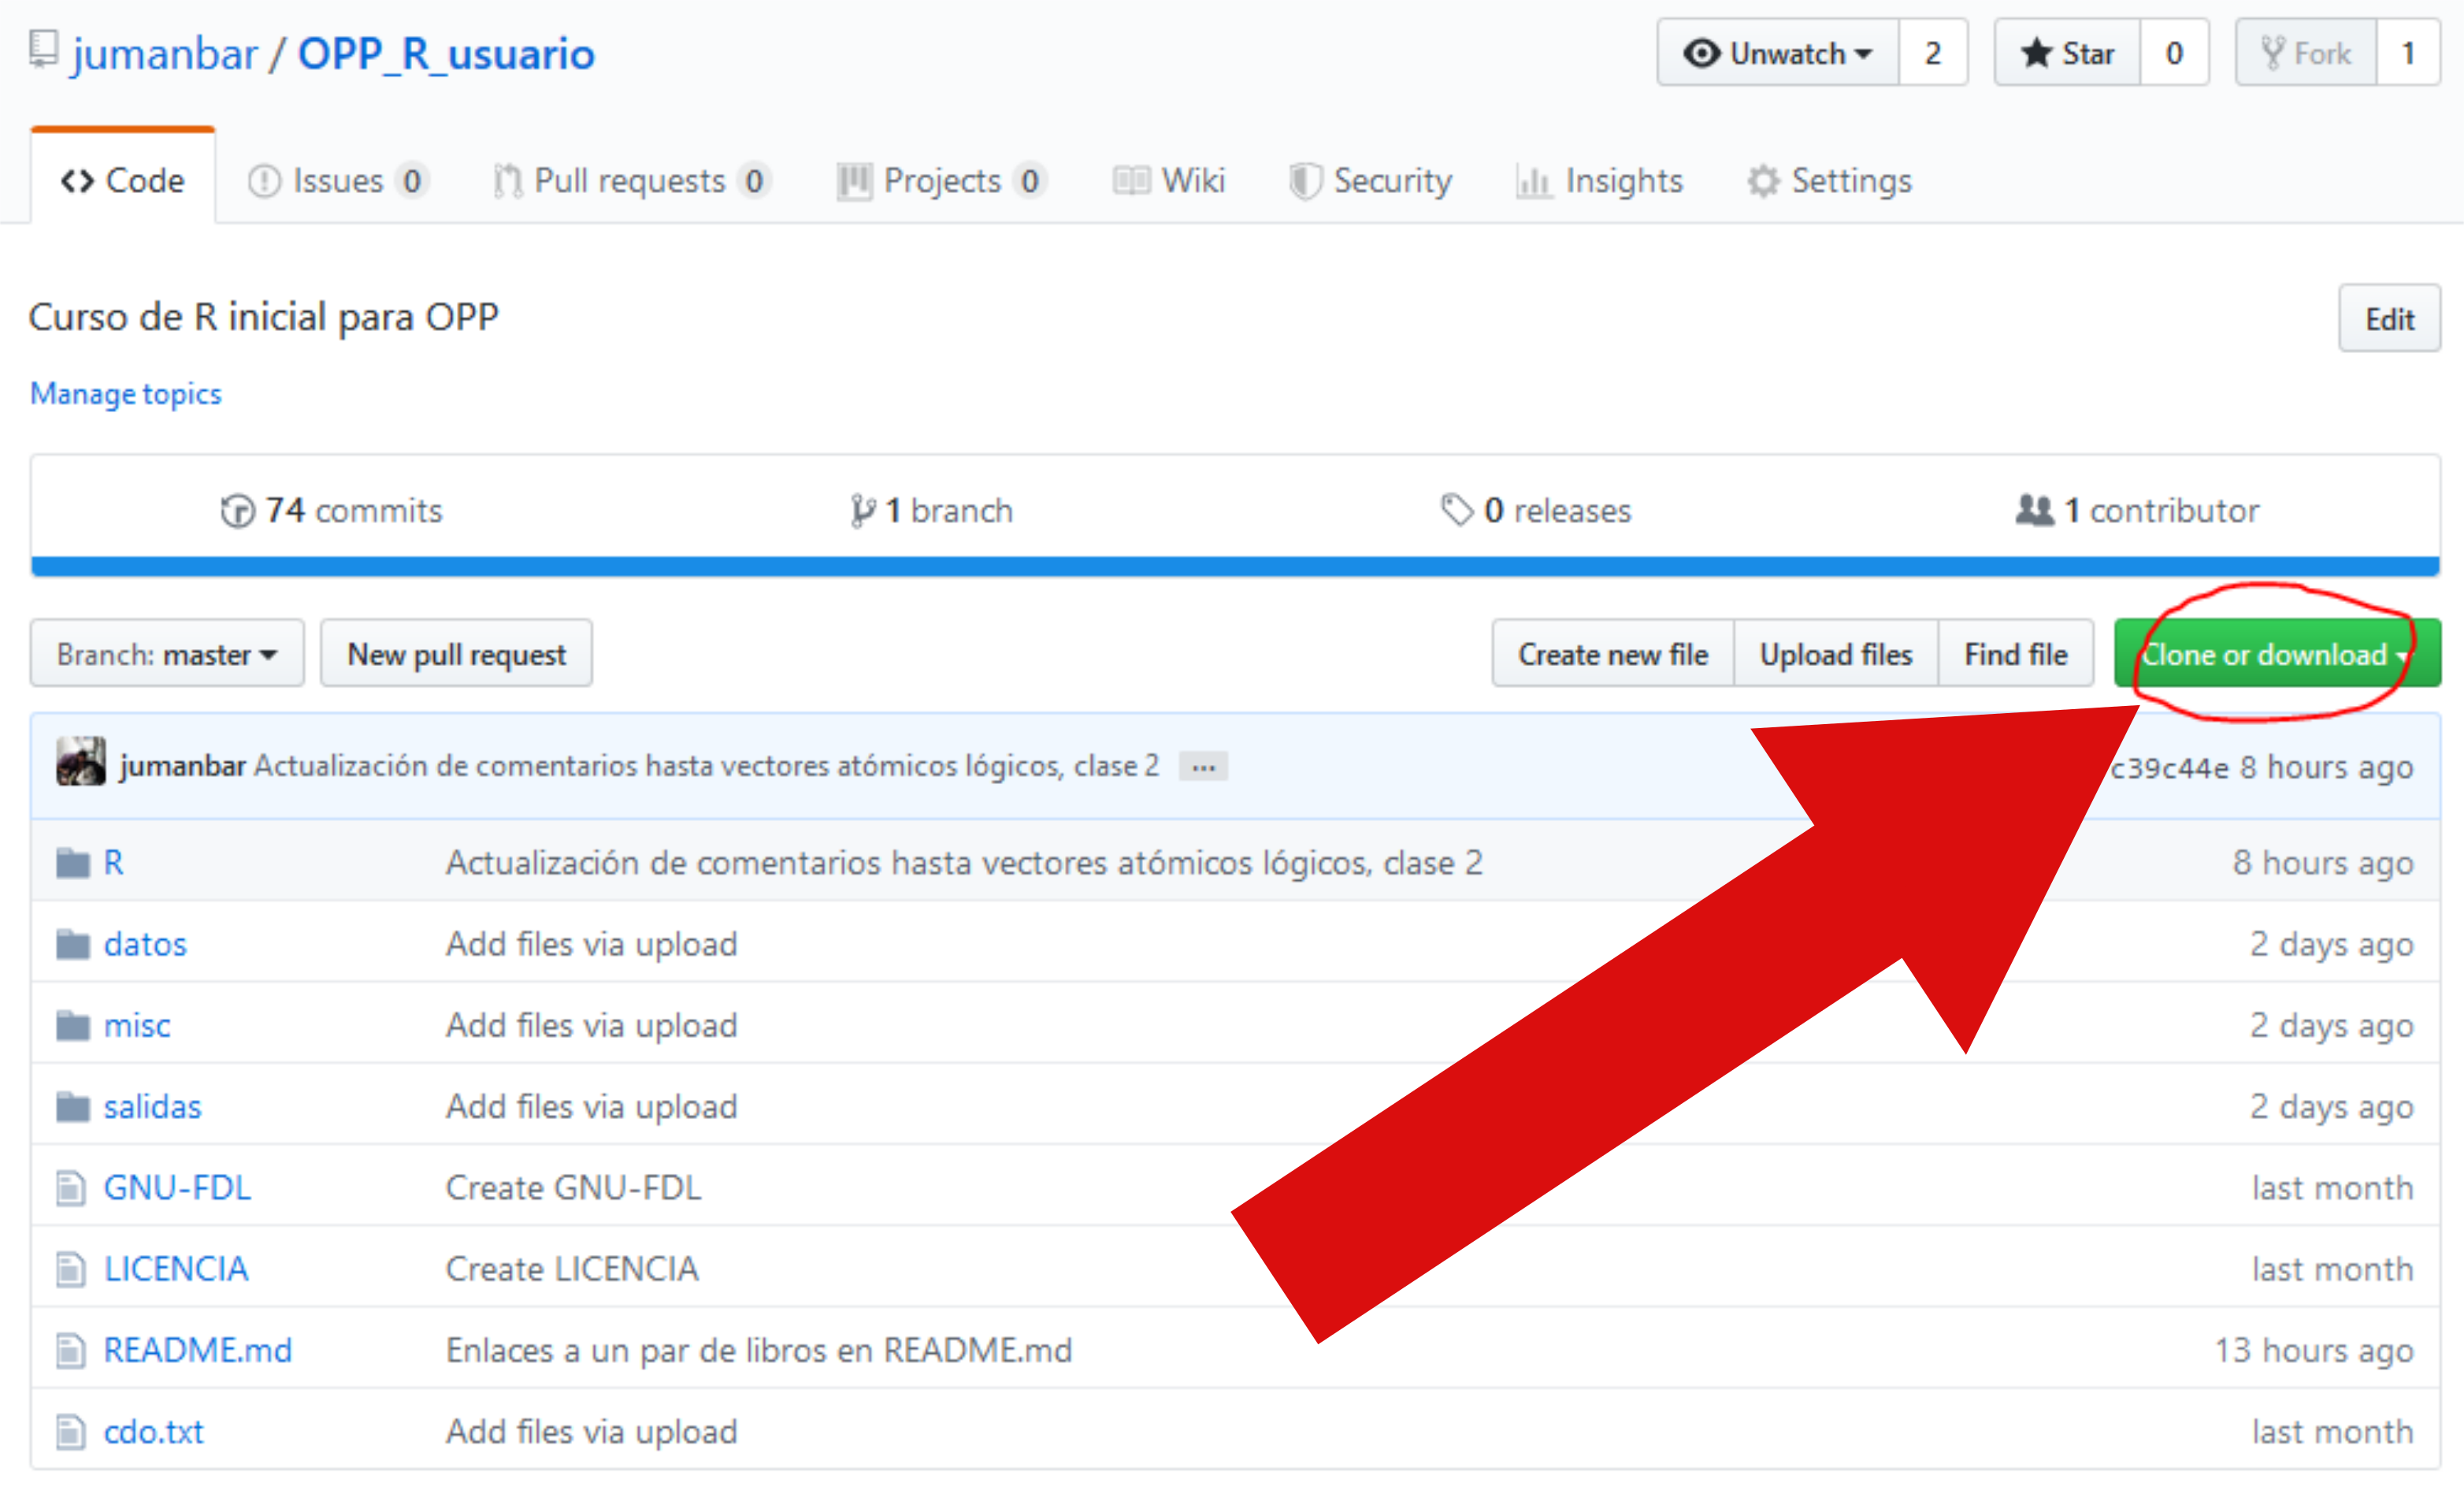 jumanbar / OPP_R_usuario
Unwatch 2 Star 0 Fork 1
Code Issues 0 Pull requests 0 Projects 0 Wiki Security Insights Settings
Curso de R inicial para OPP
Edit
Manage topics
74 commits 1 branch 0 releases 1 contributor
Branch: master New pull request Create new file Upload files Find file Clone or download
jumanbar Actualización de comentarios hasta vectores atómicos lógicos, clase 2 ... c39c44e 8 hours ago
R Actualización de comentarios hasta vectores atómicos lógicos, clase 2 8 hours ago
datos Add files via upload 2 days ago
misc Add files via upload 2 days ago
salidas Add files via upload 2 days ago
GNU-FDL Create GNU-FDL last month
LICENCIA Create LICENCIA last month
README.md Enlaces a un par de libros en README.md 13 hours ago
cdo.txt Add files via upload last month